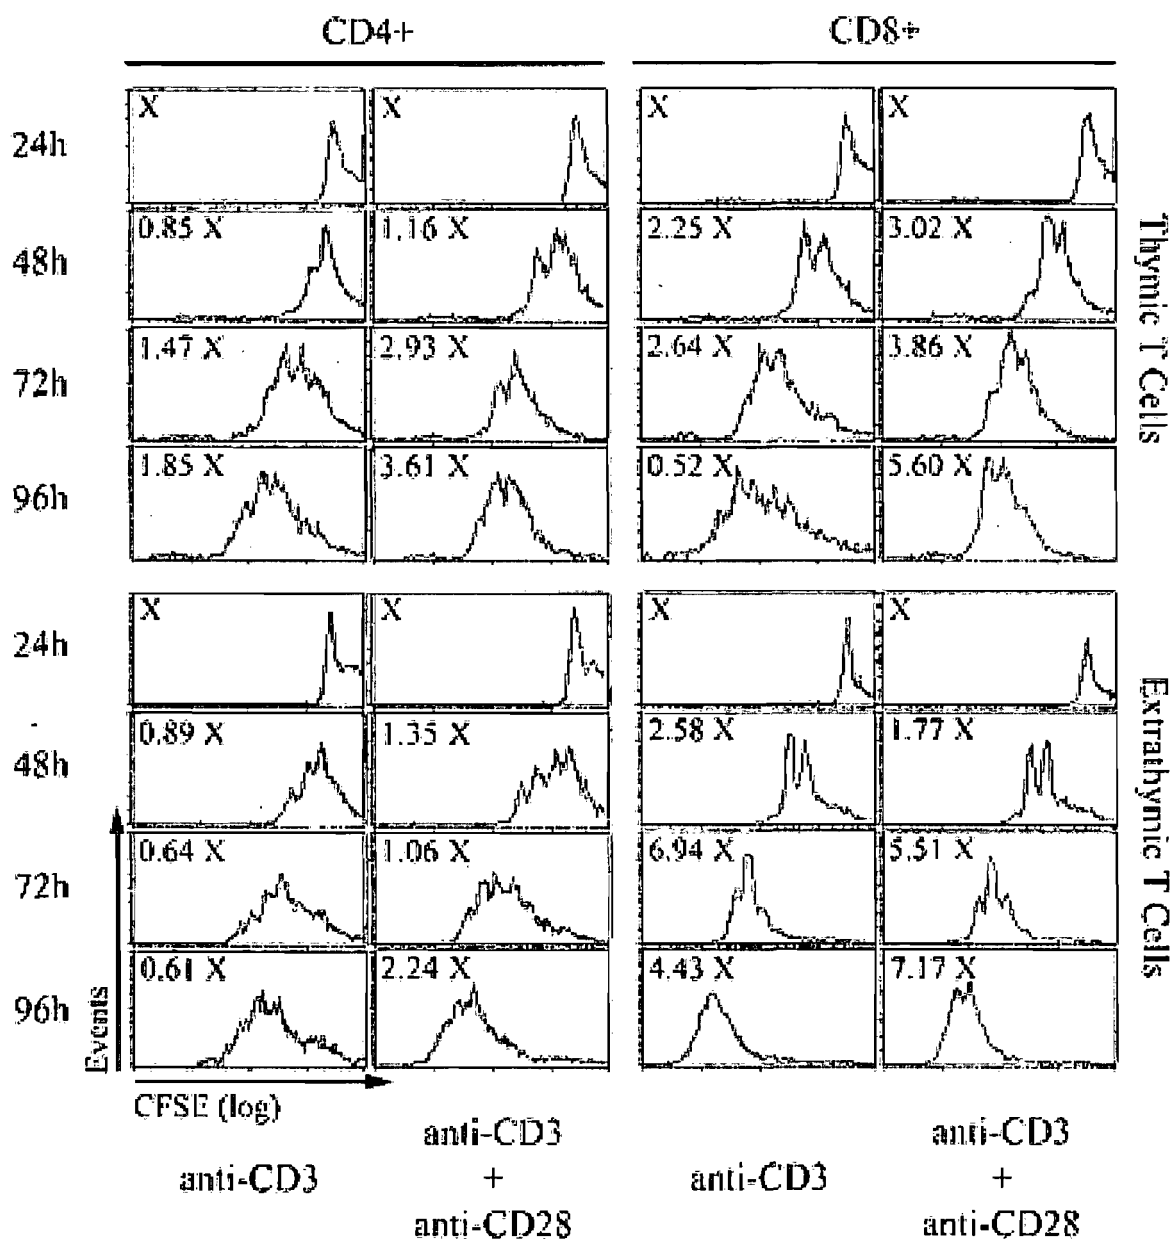 CD4+ CD8+
24h X X X X
48h 0.85 X 1.16 X 2.25 X 3.02 X
72h 1.47 X 2.93 X 2.64 X 3.86 X
96h 1.85 X 3.61 X 0.52 X 5.60 X
Thymic T Cells
24h X X X X
48h 0.89 X 1.35 X 2.58 X 1.77 X
72h 0.64 X 1.06 X 6.94 X 5.51 X
96h 0.61 X 2.24 X 4.43 X 7.17 X
Extrathymic T Cells
Events
CFSE (log)
anti-CD3 anti-CD3 + anti-CD28 anti-CD3 anti-CD3 + anti-CD28